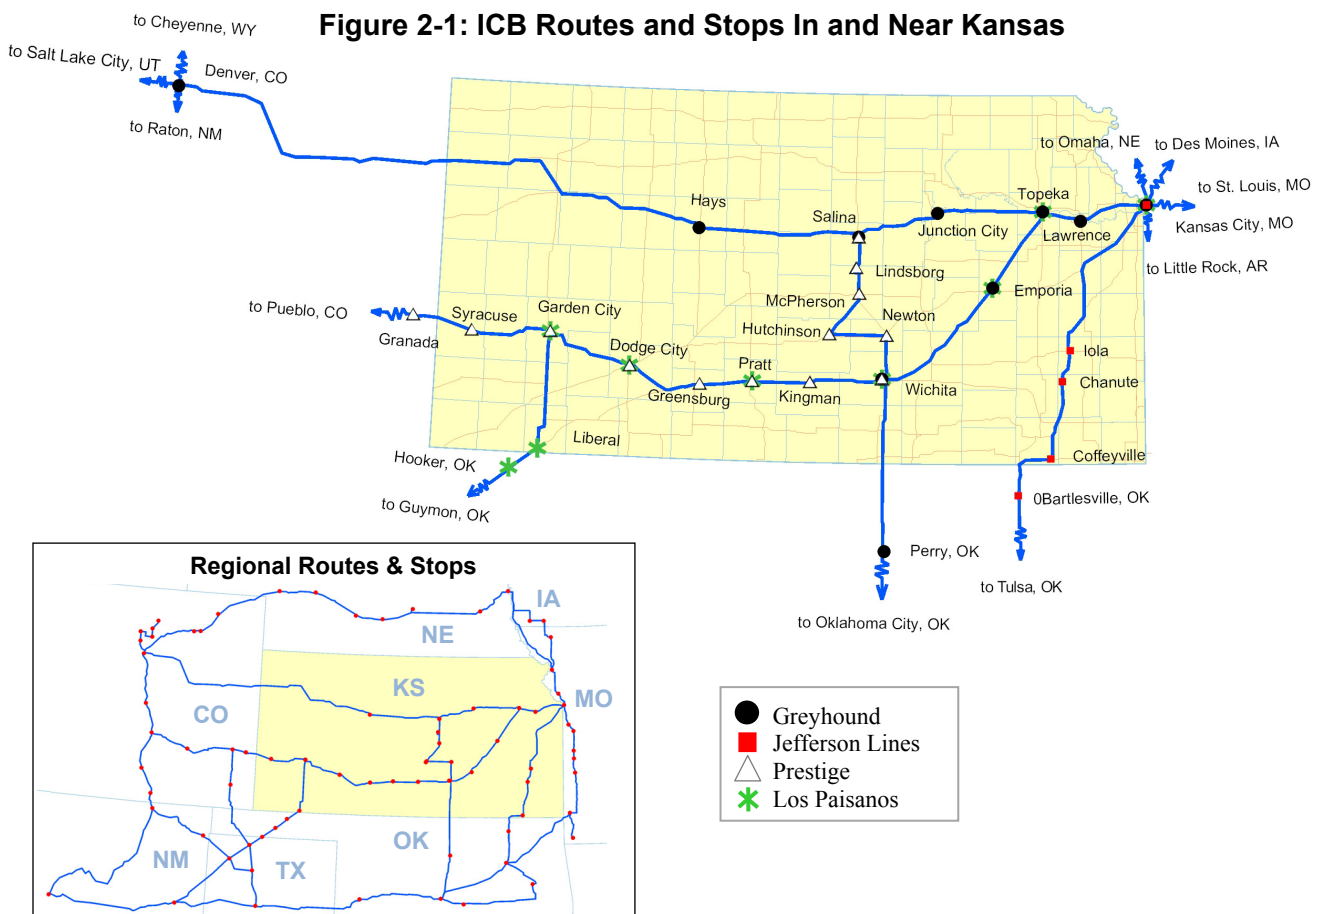 Figure 2-1: ICB Routes and Stops In and Near Kansas
to Cheyenne, WY
to Salt Lake City, UT
Denver, CO
to Raton, NM
to Omaha, NE
to Des Moines, IA
to St. Louis, MO
Kansas City, MO
to Little Rock, AR
Hays
Salina
Junction City
Topeka
Lawrence
Lindsborg
McPherson
Hutchinson
Newton
Emporia
to Pueblo, CO
Granada
Syracuse
Garden City
Dodge City
Greensburg
Pratt
Kingman
Wichita
Iola
Chanute
Coffeyville
Liberal
Hooker, OK
to Guymon, OK
0Bartlesville, OK
Perry, OK
to Tulsa, OK
to Oklahoma City, OK
Regional Routes & Stops
IA
NE
KS
MO
CO
OK
NM
TX
Greyhound
Jefferson Lines
Prestige
Los Paisanos